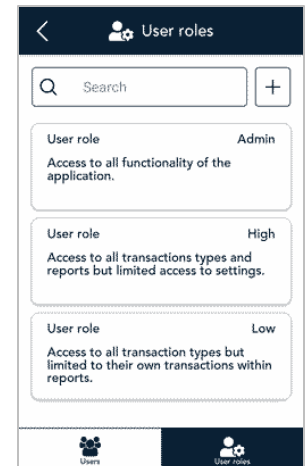 User roles
Search
User role Admin
Access to all functionality of the
application.
User role High
Access to all transactions types and
reports but limited access to settings.
User role Low
Access to all transaction types but
limited to their own transactions within
reports.
Users User roles